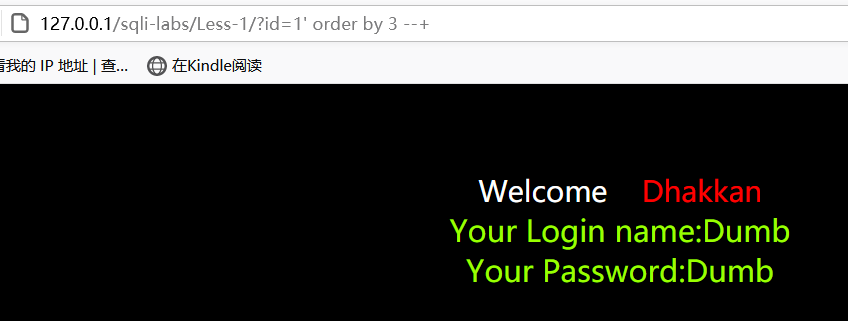 127.0.0.1/sqli-labs/Less-1/?id=1' order by 3 --+
看我的 IP 地址 | 查... 在Kindle阅读
Welcome Dhakkan
Your Login name:Dumb
Your Password:Dumb